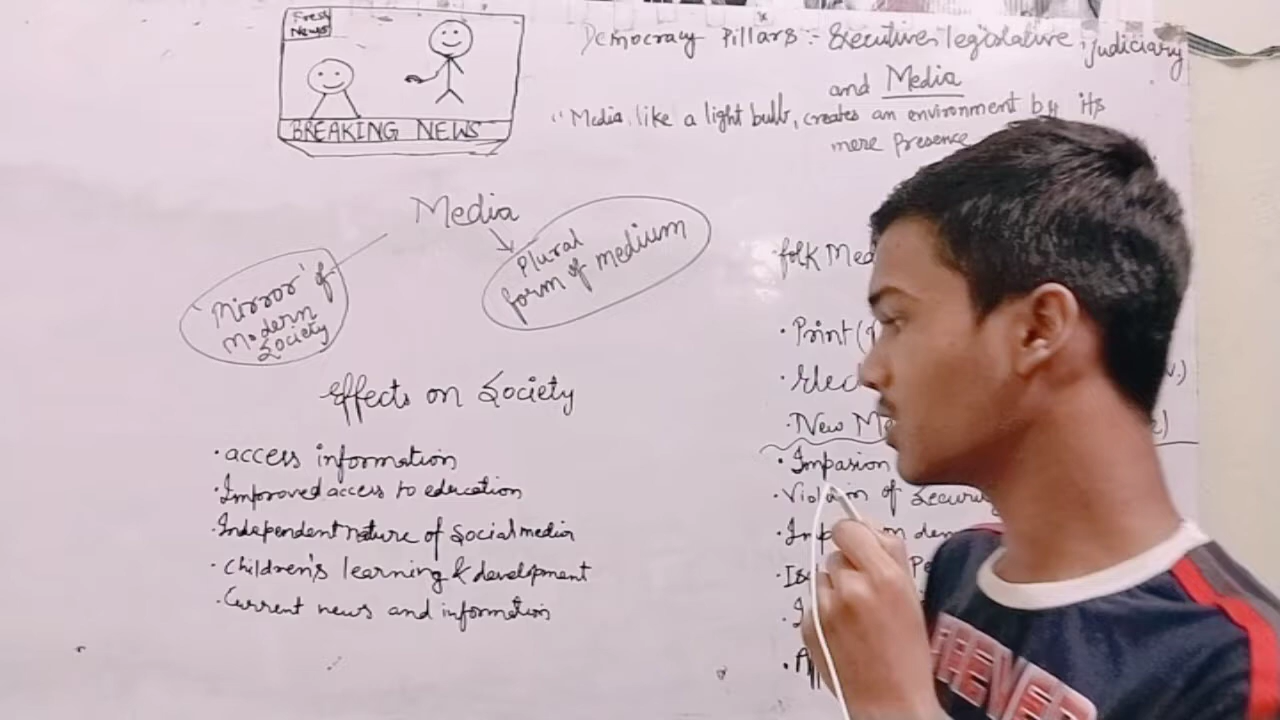 Fresh
News
BREAKING NEWS
Democracy Pillars :- Executive, legislative, judiciary
and Media
"Media, like a light bulb, creates an environment by its
mere Presence
Media
'Mirror' of
Modern
Society
Plural
form of medium
Effects on Society
• access information
• Improved access to education
• Independent nature of Social media
• Children's learning & development
• Current news and information
folk Med
• Print (
• Elec
• New Me
• Impasion
• Violation of Securi